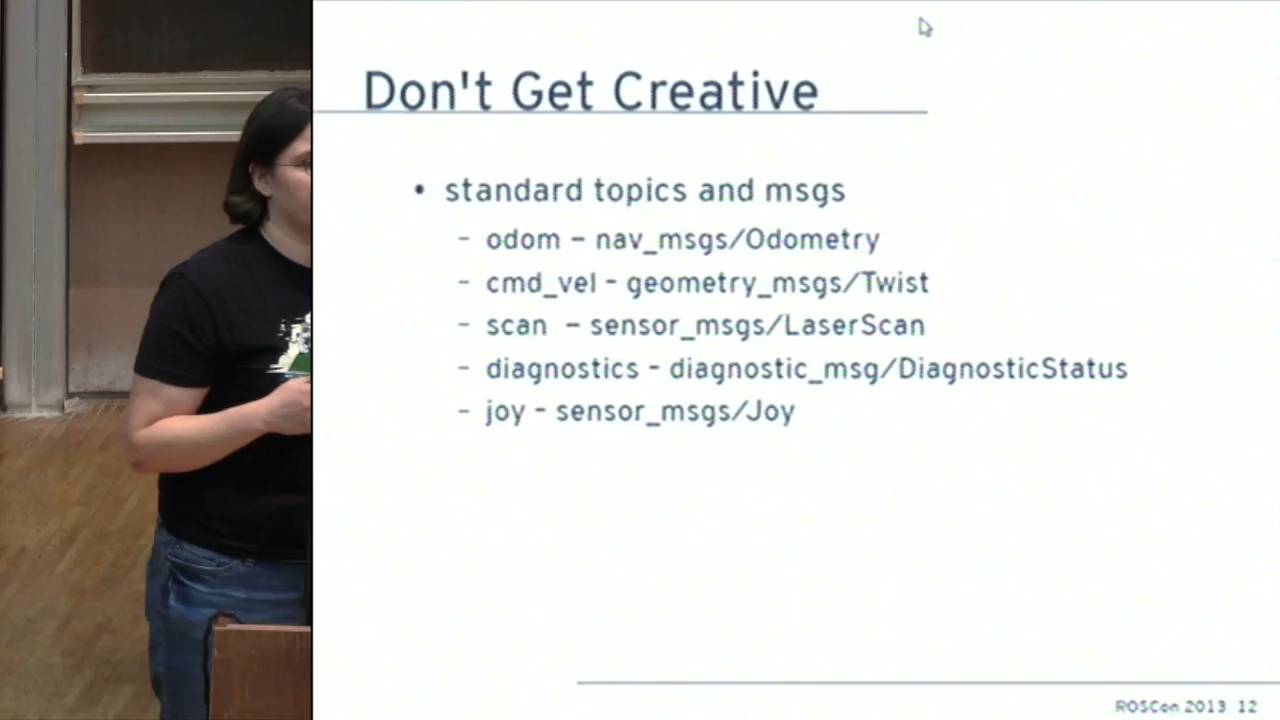 Don't Get Creative
• standard topics and msgs
– odom – nav_msgs/Odometry
– cmd_vel – geometry_msgs/Twist
– scan – sensor_msgs/LaserScan
– diagnostics – diagnostic_msg/DiagnosticStatus
– joy – sensor_msgs/Joy
ROSCon 2013 12